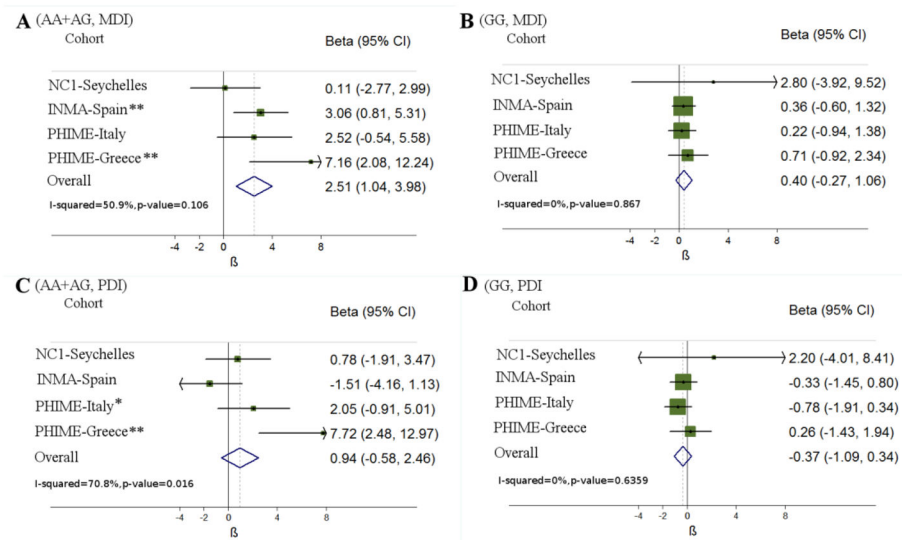 A (AA+AG, MDI)
Cohort Beta (95% CI)
NC1-Seychelles 0.11 (-2.77, 2.99)
INMA-Spain** 3.06 (0.81, 5.31)
PHIME-Italy 2.52 (-0.54, 5.58)
PHIME-Greece** 7.16 (2.08, 12.24)
Overall 2.51 (1.04, 3.98)
I-squared=50.9%,p-value=0.106
-4 -2 0 4 8
ß
B (GG, MDI)
Cohort Beta (95% CI)
NC1-Seychelles 2.80 (-3.92, 9.52)
INMA-Spain 0.36 (-0.60, 1.32)
PHIME-Italy 0.22 (-0.94, 1.38)
PHIME-Greece 0.71 (-0.92, 2.34)
Overall 0.40 (-0.27, 1.06)
I-squared=0%,p-value=0.867
-4 -2 0 4 8
ß
C (AA+AG, PDI)
Cohort Beta (95% CI)
NC1-Seychelles 0.78 (-1.91, 3.47)
INMA-Spain -1.51 (-4.16, 1.13)
PHIME-Italy* 2.05 (-0.91, 5.01)
PHIME-Greece** 7.72 (2.48, 12.97)
Overall 0.94 (-0.58, 2.46)
I-squared=70.8%,p-value=0.016
-4 -2 0 4 8
ß
D (GG, PDI
Cohort Beta (95% CI)
NC1-Seychelles 2.20 (-4.01, 8.41)
INMA-Spain -0.33 (-1.45, 0.80)
PHIME-Italy -0.78 (-1.91, 0.34)
PHIME-Greece 0.26 (-1.43, 1.94)
Overall -0.37 (-1.09, 0.34)
I-squared=0%,p-value=0.6359
-4 -2 0 4 8
ß